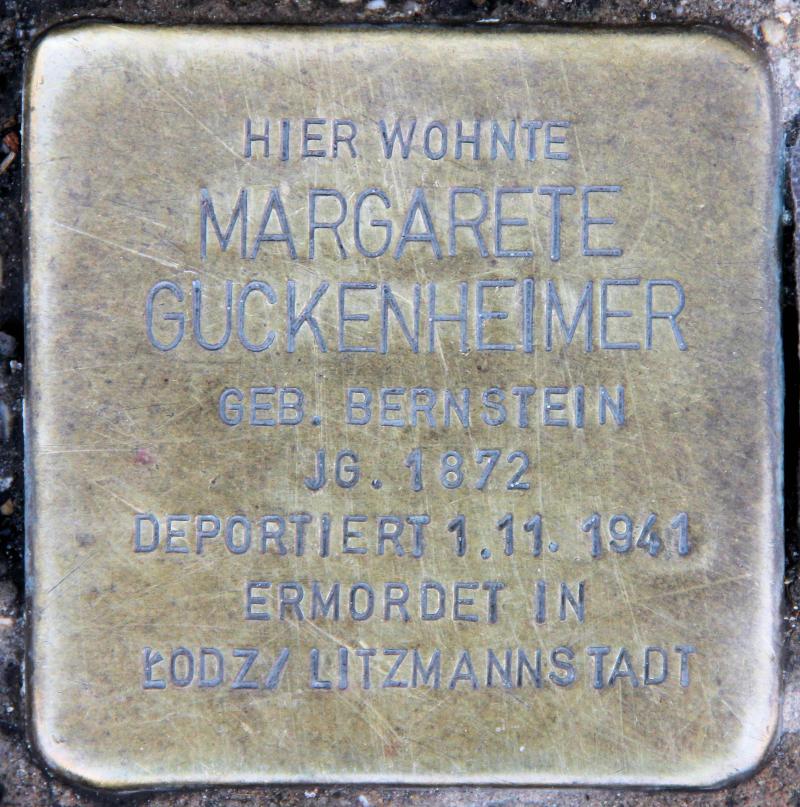 HIER WOHNTE
MARGARETE
GUCKENHEIMER
GEB. BERNSTEIN
JG. 1872
DEPORTIERT 1.11. 1941
ERMORDET IN
ŁODZ/ LITZMANNSTADT